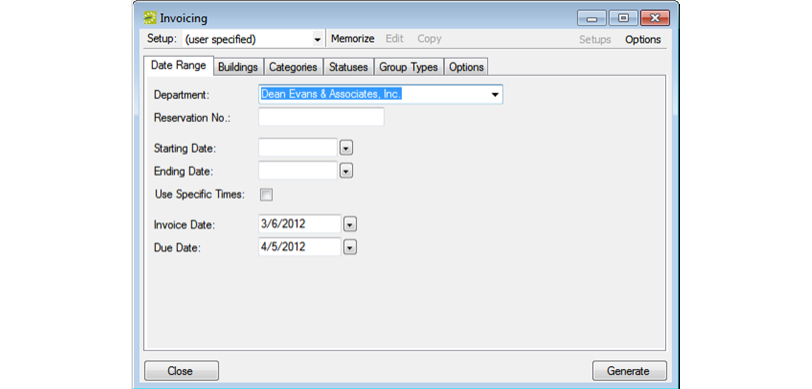 Invoicing
Setup: (user specified) Memorize Edit Copy Setups Options
Date Range Buildings Categories Statuses Group Types Options
Department: Dean Evans & Associates, Inc.
Reservation No.:
Starting Date:
Ending Date:
Use Specific Times:
Invoice Date: 3/6/2012
Due Date: 4/5/2012
Close Generate